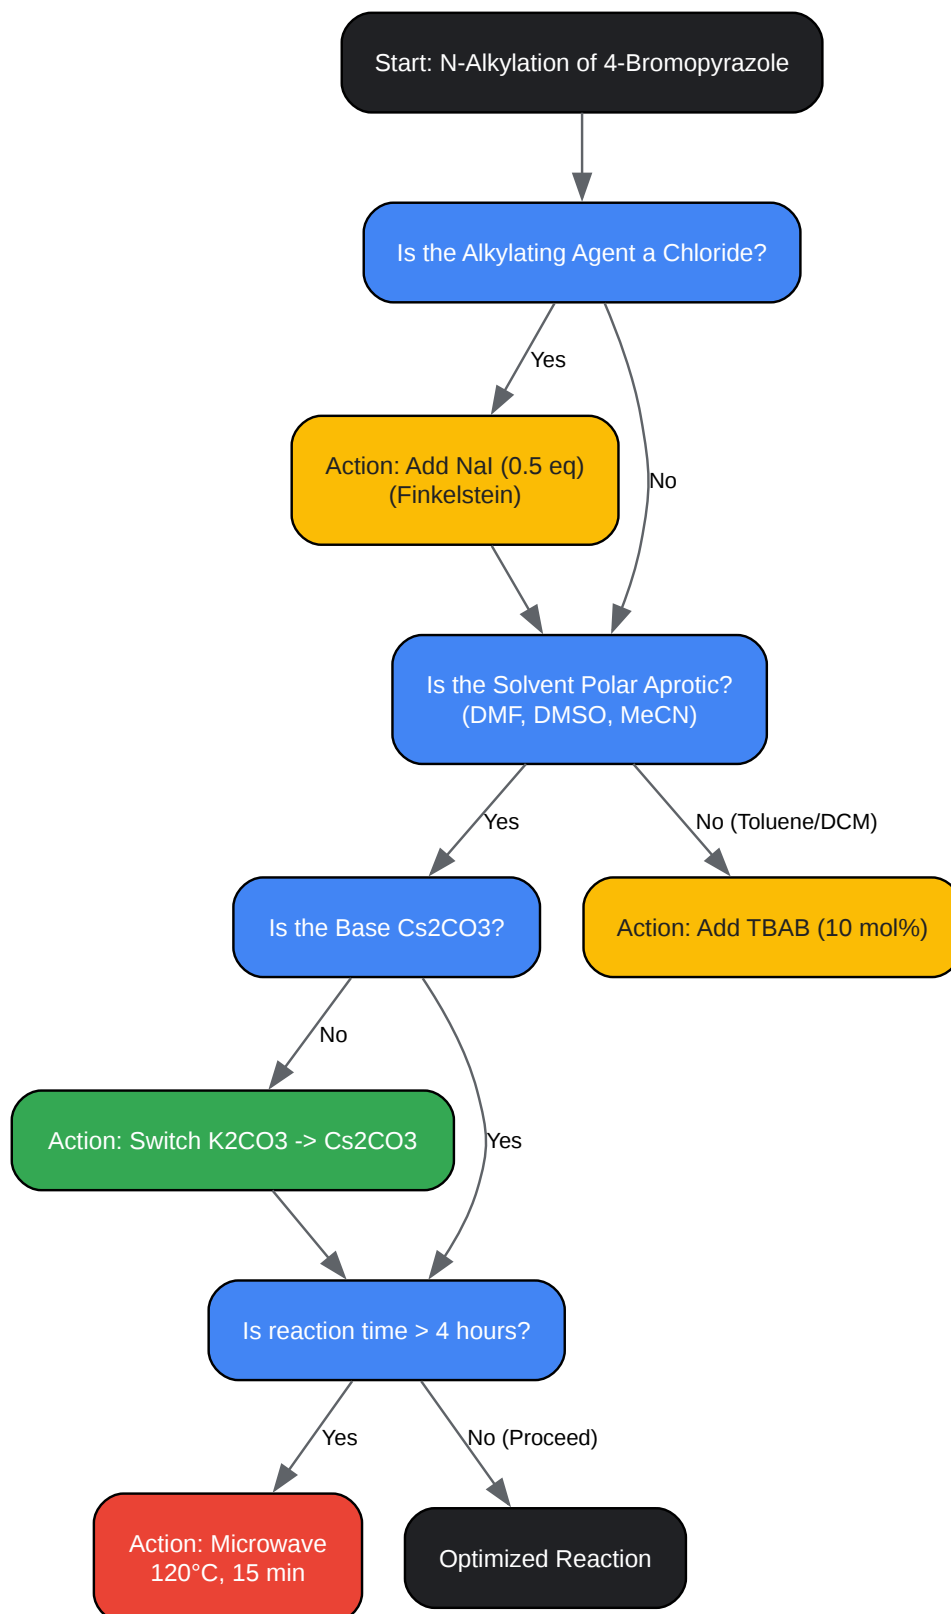 Start: N-Alkylation of 4-Bromopyrazole
Is the Alkylating Agent a Chloride?
Yes
Action: Add NaI (0.5 eq)
(Finkelstein)
No
Is the Solvent Polar Aprotic?
(DMF, DMSO, MeCN)
Yes
No (Toluene/DCM)
Is the Base Cs2CO3?
Action: Add TBAB (10 mol%)
No
Action: Switch K2CO3 -> Cs2CO3
Yes
Is reaction time > 4 hours?
Yes
No (Proceed)
Action: Microwave
120°C, 15 min
Optimized Reaction